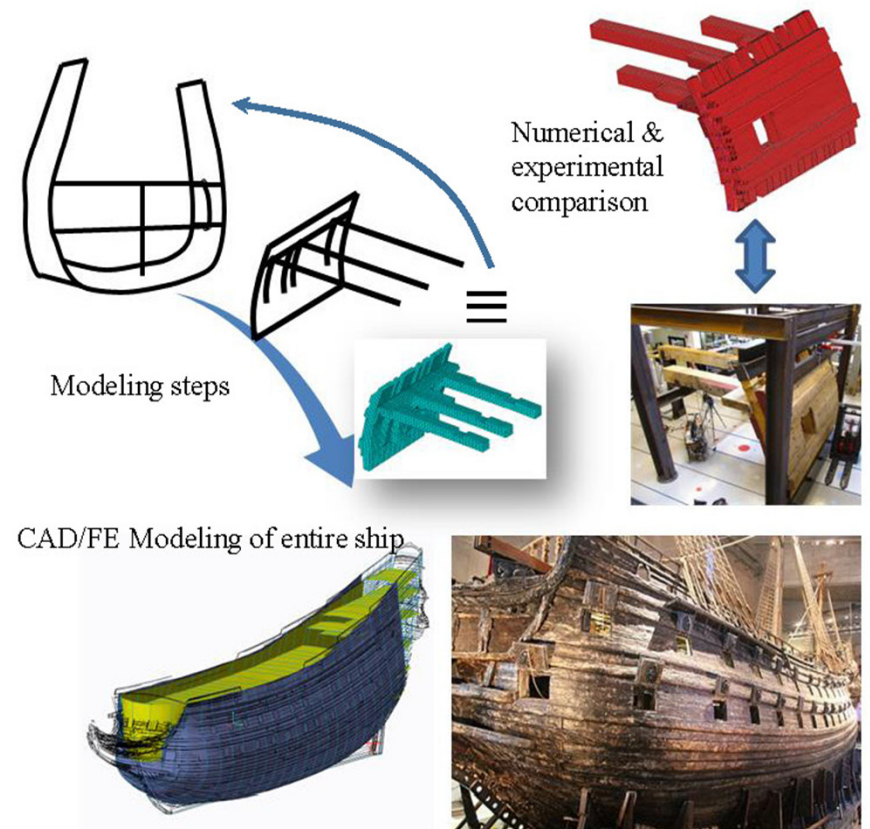 Numerical &
experimental
comparison
Modeling steps
CAD/FE Modeling of entire ship